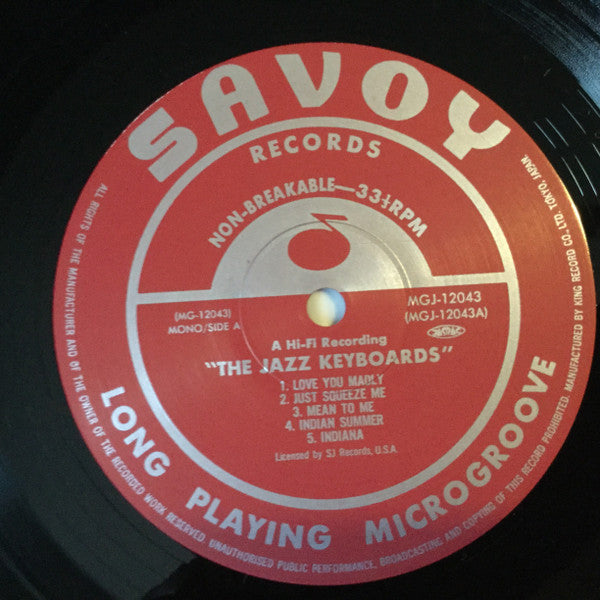 SAVOY
RECORDS
NON-BREAKABLE—33⅓RPM
(MG-12043)
MONO/SIDE A
MGJ-12043
(MGJ-12043A)
A Hi-Fi Recording
"THE JAZZ KEYBOARDS"
1. LOVE YOU MADLY
2. JUST SQUEEZE ME
3. MEAN TO ME
4. INDIAN SUMMER
5. INDIANA
Licensed by SJ Records, U.S.A.
LONG PLAYING MICROGROOVE
ALL RIGHTS OF THE MANUFACTURER AND OF THE OWNER OF THE RECORDED WORK RESERVED. UNAUTHORISED PUBLIC PERFORMANCE, BROADCASTING AND COPYING OF THIS RECORD PROHIBITED. MANUFACTURED BY KING RECORD CO., LTD. TOKYO, JAPAN.